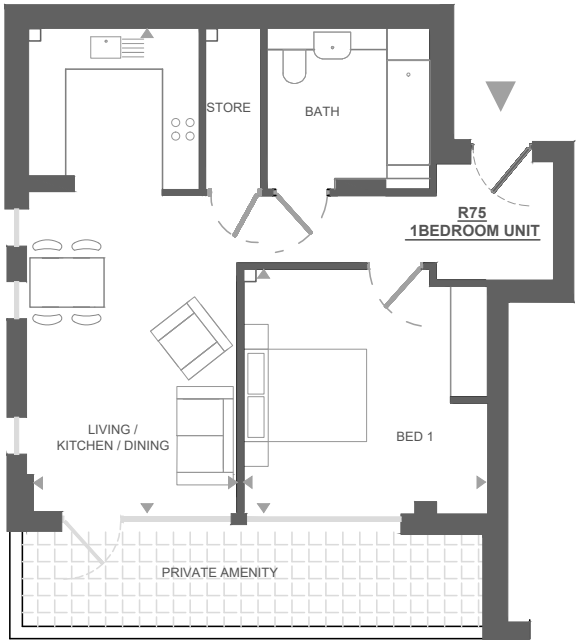 STORE
BATH
R75
1BEDROOM UNIT
LIVING /
KITCHEN / DINING
BED 1
PRIVATE AMENITY